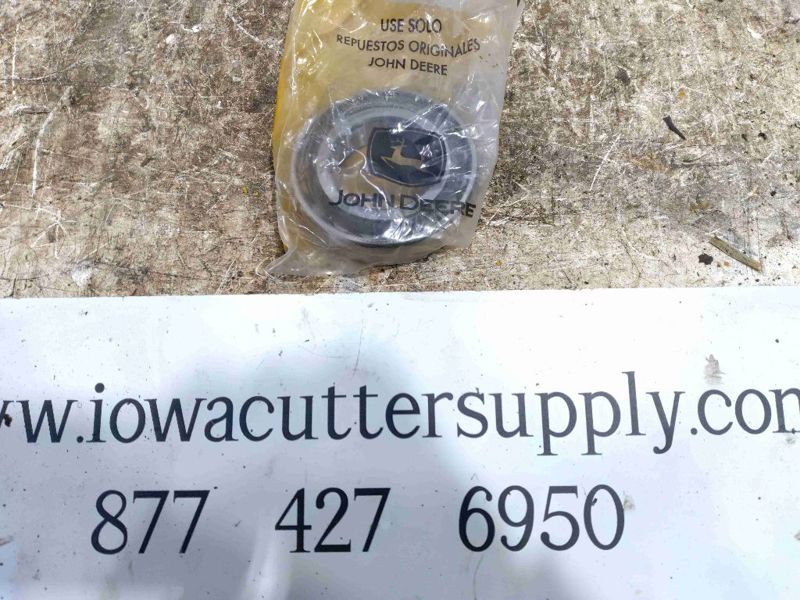 USE SOLO
REPUESTOS ORIGINALES
JOHN DEERE
JOHN DEERE
www.iowacuttersupply.com
877 427 6950